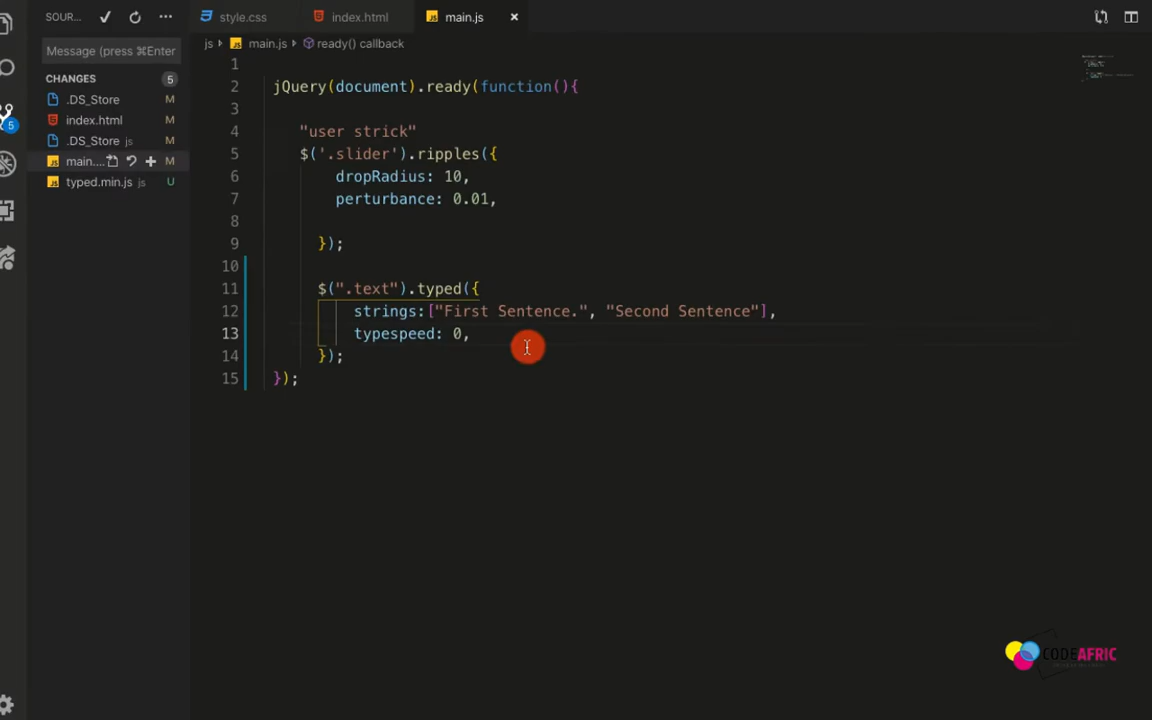 SOUR...
style.css
index.html
main.js
Message (press ⌘Enter
js
main.js
ready() callback
CHANGES
5
.DS_Store
M
index.html
M
.DS_Store js
M
main....
M
typed.min.js js
U
5
1
2 jQuery(document).ready(function(){
3
4 "user strick"
5 $('.slider').ripples({
6 dropRadius: 10,
7 perturbance: 0.01,
8
9 });
10
11 $(".text").typed({
12 strings:["First Sentence.", "Second Sentence"],
13 typespeed: 0,
14 });
15 });
CODEAFRIC